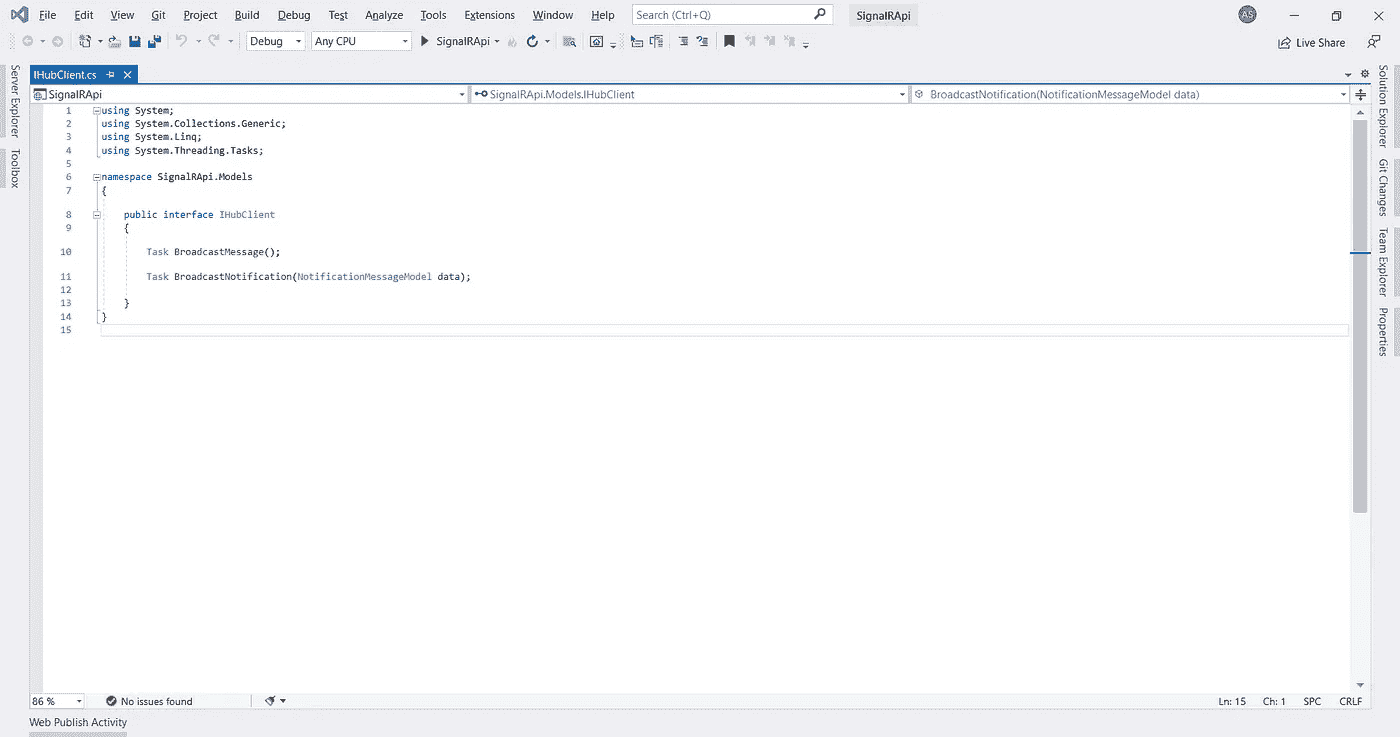 File Edit View Git Project Build Debug Test Analyze Tools Extensions Window Help Search (Ctrl+Q) SignalRApi AS
Debug Any CPU SignalRApi Live Share
IHubClient.cs
SignalRApi SignalRApi.Models.IHubClient BroadcastNotification(NotificationMessageModel data)
1 using System;
2 using System.Collections.Generic;
3 using System.Linq;
4 using System.Threading.Tasks;
5
6 namespace SignalRApi.Models
7 {
8 public interface IHubClient
9 {
10 Task BroadcastMessage();
11 Task BroadcastNotification(NotificationMessageModel data);
12
13 }
14 }
15
Server Explorer
Toolbox
Solution Explorer
Git Changes
Team Explorer
Properties
86 % No issues found Ln: 15 Ch: 1 SPC CRLF
Web Publish Activity